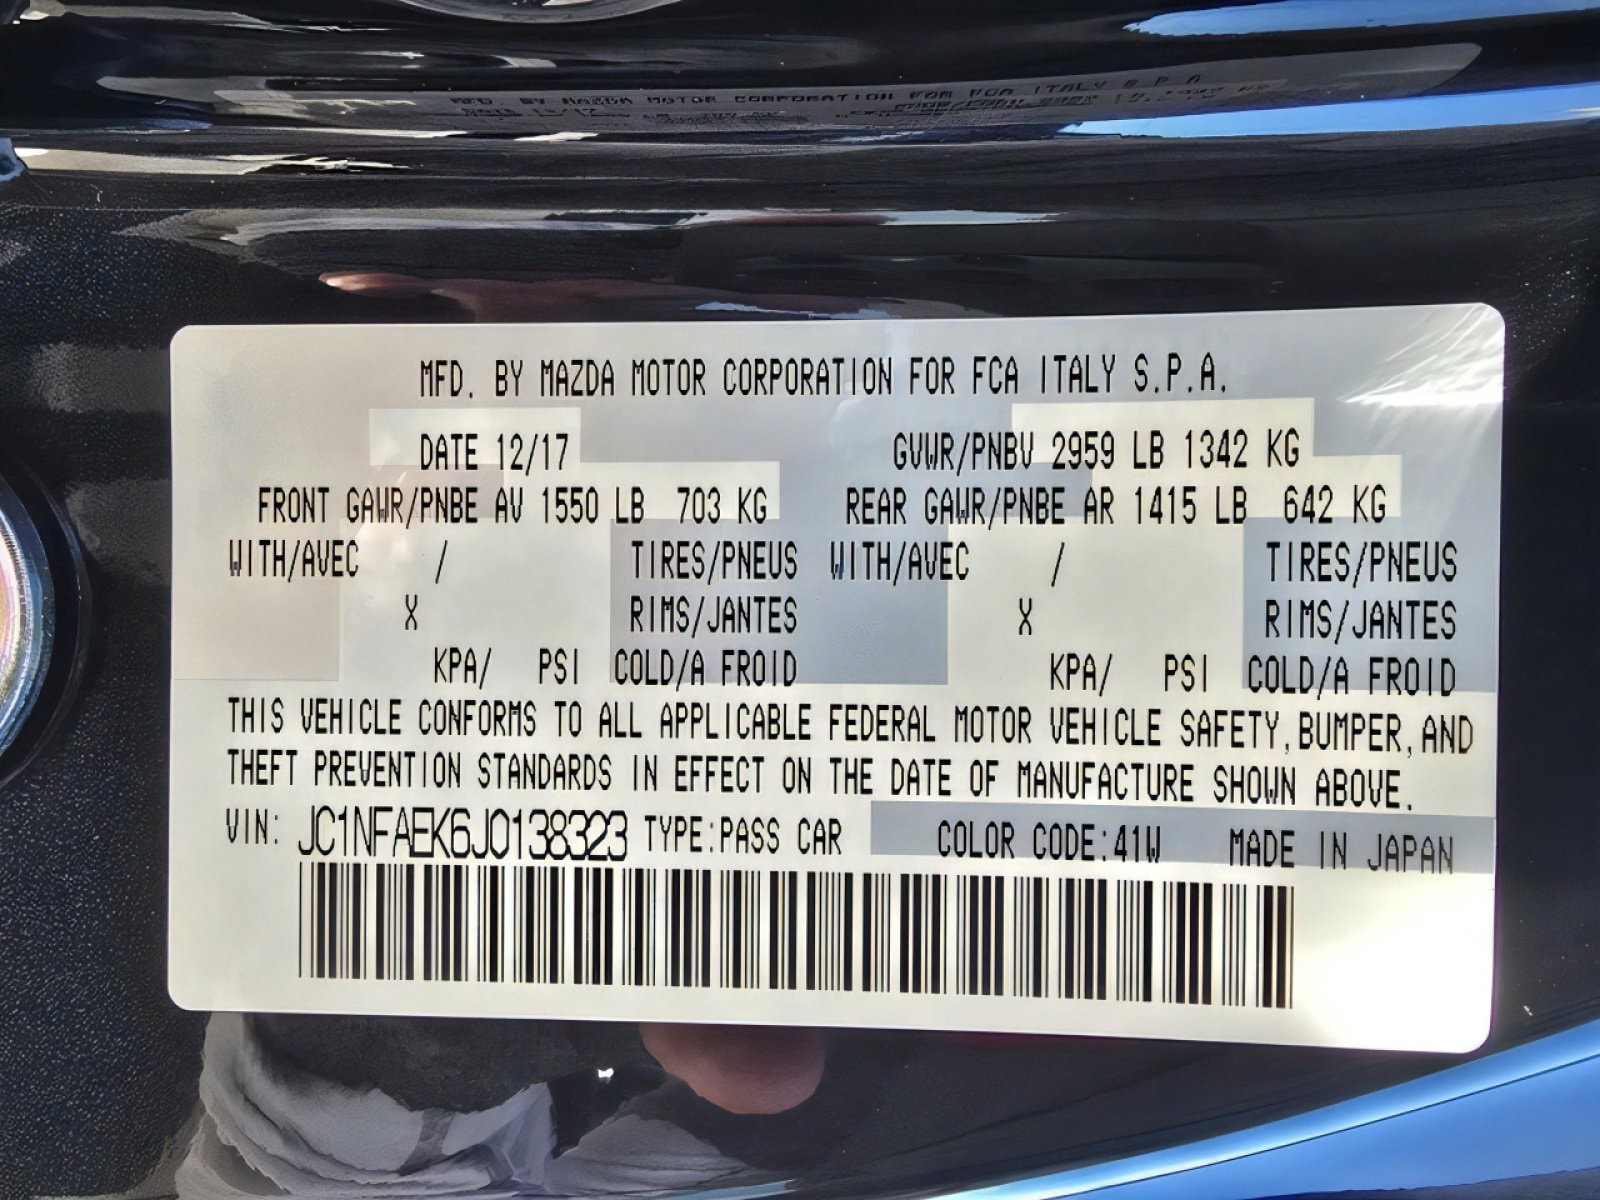 MFD. BY MAZDA MOTOR CORPORATION FOR FCA ITALY S.P.A.
DATE 12/17 GVWR/PNBV 2959 LB 1342 KG
FRONT GAWR/PNBE AV 1550 LB 703 KG REAR GAWR/PNBE AR 1415 LB 642 KG
WITH/AVEC / TIRES/PNEUS WITH/AVEC / TIRES/PNEUS
X RIMS/JANTES X RIMS/JANTES
KPA/ PSI COLD/A FROID KPA/ PSI COLD/A FROID
THIS VEHICLE CONFORMS TO ALL APPLICABLE FEDERAL MOTOR VEHICLE SAFETY, BUMPER, AND
THEFT PREVENTION STANDARDS IN EFFECT ON THE DATE OF MANUFACTURE SHOWN ABOVE.
VIN: JC1NFAEK6J0138323 TYPE:PASS CAR COLOR CODE:41W MADE IN JAPAN